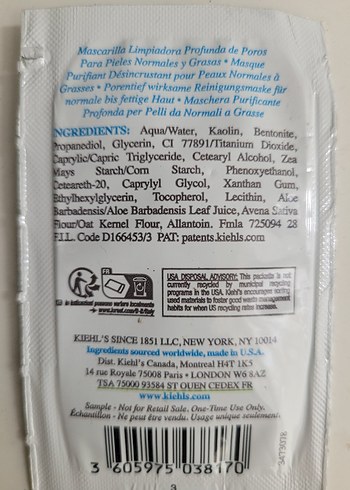 Mascarilla Limpiadora Profunda de Poros
Para Pieles Normales y Grasas • Masque
Purifiant Désincrustant pour Peaux Normales à
Grasses • Porentief wirksame Reinigungsmaske für
normale bis fettige Haut • Maschera Purificante
Profonda per Pelli da Normali a Grasse
INGREDIENTS: Aqua/Water, Kaolin, Bentonite,
Propanediol, Glycerin, CI 77891/Titanium Dioxide,
Caprylic/Capric Triglyceride, Cetearyl Alcohol, Zea
Mays Starch/Corn Starch, Phenoxyethanol,
Ceteareth-20, Caprylyl Glycol, Xanthan Gum,
Ethylhexylglycerin, Tocopherol, Lecithin, Aloe
Barbadensis/Aloe Barbadensis Leaf Juice, Avena Sativa
Flour/Oat Kernel Flour, Allantoin, Fmla 725094 28
F.I.L. Code D166453/3 PAT: patents.kiehls.com
FR
USA DISPOSAL ADVISORY: This packette is not
currently recycled by municipal recycling
programs in the USA. Kiehl's encourages sorting
used materials to foster good waste management
habits for when US recycling rates increase.
KIEHL'S SINCE 1851 LLC, NEW YORK, NY 10014
Ingredients sourced worldwide, made in U.S.A.
Dist. Kiehl's Canada, Montreal H4T 1K5
14 rue Royale 75008 Paris • LONDON W6 8AZ
TSA 75000 93584 ST OUEN CEDEX FR
www.kiehls.com
Sample - Not for Retail Sale. One-Time Use Only.
Échantillon - Ne peut être vendu. Usage unique seulement.
3 605975 038170
3